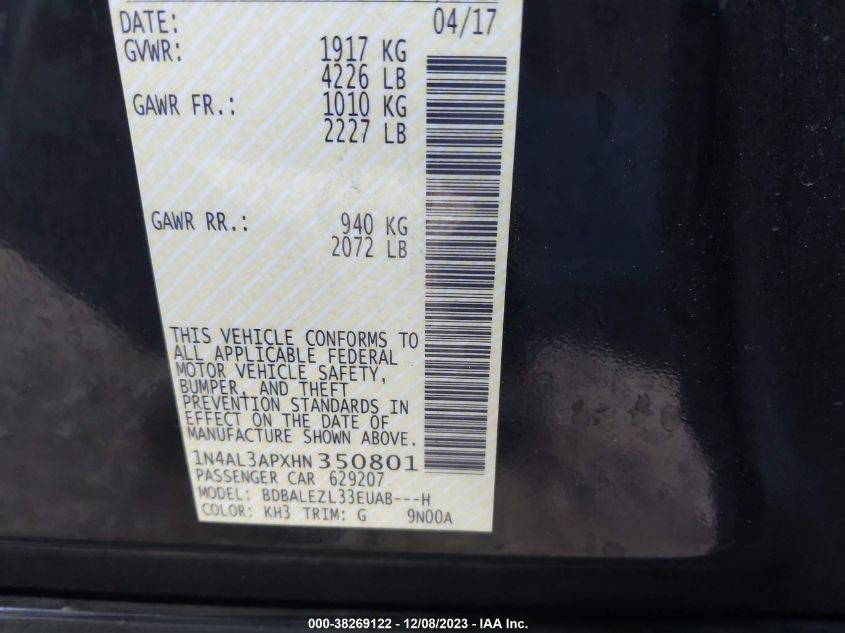 DATE: 04/17
GVWR: 1917 KG
4226 LB
GAWR FR.: 1010 KG
2227 LB
GAWR RR.: 940 KG
2072 LB
THIS VEHICLE CONFORMS TO
ALL APPLICABLE FEDERAL
MOTOR VEHICLE SAFETY,
BUMPER, AND THEFT
PREVENTION STANDARDS IN
EFFECT ON THE DATE OF
MANUFACTURE SHOWN ABOVE.
1N4AL3APXHN 350801
PASSENGER CAR 629207
MODEL: BDBALEZL33EUAB---H
COLOR: KH3 TRIM: G 9N00A
000-38269122 - 12/08/2023 - IAA Inc.